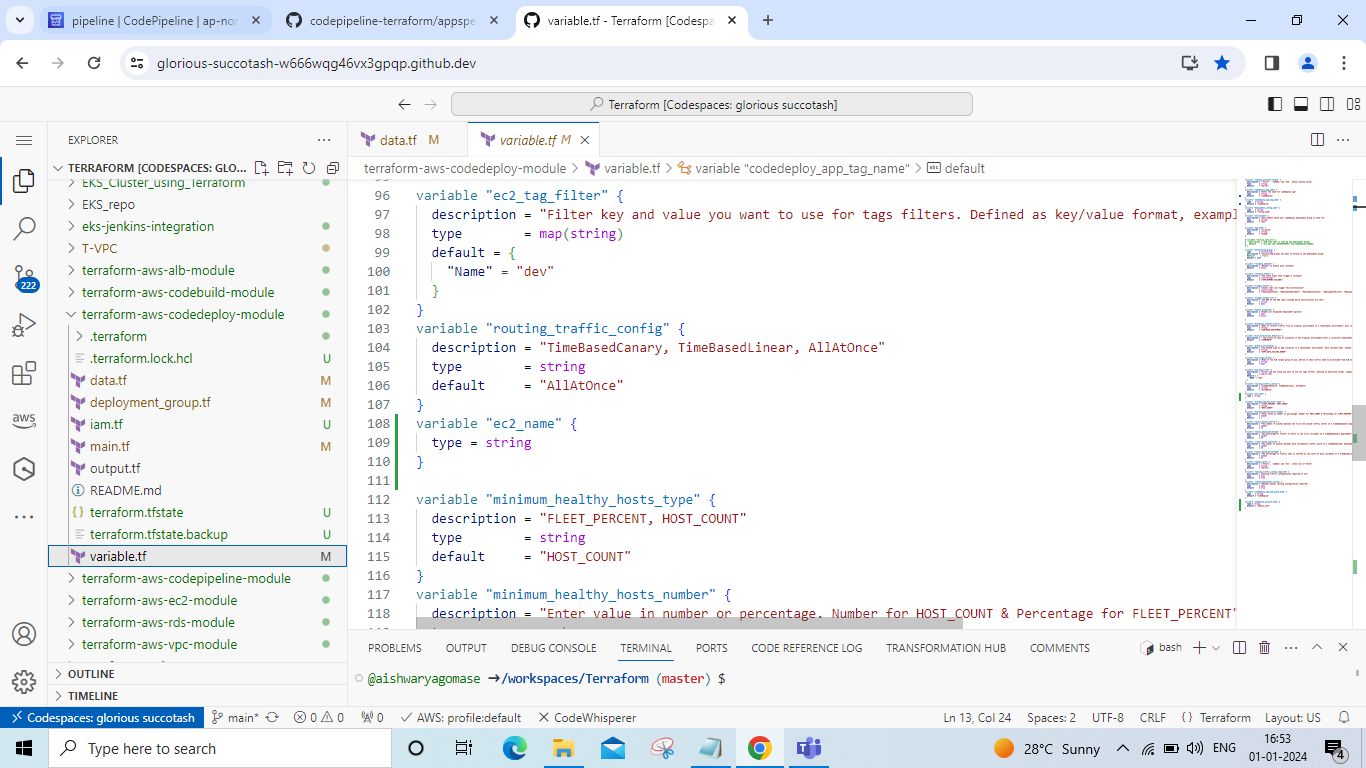 pipeline | CodePipeline | ap-nor
codepipeline-terraform/appspe
variable.tf - Terraform [Codespa
glorious-succotash-w666wqg46vx3gpqp.github.dev
Terraform [Codespaces: glorious succotash]
EXPLORER
TERRAFORM [CODESPACES: GLO...
EKS_Cluster_using_Terraform
EKS_repo
eks-jenkins-integration
T-VPC
terraform-aws-alb-module
terraform-aws-codebuild-module
terraform-aws-codedeploy-module
.terraform
.terraform.lock.hcl U
data.tf M
deployment_group.tf M
iam.tf U
main.tf M
output.tf
README.md
terraform.tfstate U
terraform.tfstate.backup U
variable.tf M
terraform-aws-codepipeline-module
terraform-aws-ec2-module
terraform-aws-rds-module
terraform-aws-vpc-module
OUTLINE
TIMELINE
222
aws
data.tf M
variable.tf M
terraform-aws-codedeploy-module > variable.tf > variable "codedeploy_app_tag_name" > default
96 variable "ec2_tag_filter" {
97 description = "Filter key and value you want to use for tags filters. Defined as key/value format, exampl
98 type = map(string)
99 default = {
100 "Name" = "dev"
101 }
102 }
103 variable "routing_traffic_config" {
104 description = "TimBasedCanary, TimeBasedLinear, AllAtOnce"
105 type = string
106 default = "AllAtOnce"
107 }
108 variable "ec2_name" {
109 type = string
110 }
111
112 variable "minimum_healthy_hosts_type" {
113 description = "FLEET_PERCENT, HOST_COUNT"
114 type = string
115 default = "HOST_COUNT"
116 }
117 variable "minimum_healthy_hosts_number" {
118 description = "Enter value in number or percentage. Number for HOST_COUNT & Percentage for FLEET_PERCENT"
PROBLEMS OUTPUT DEBUG CONSOLE TERMINAL PORTS CODE REFERENCE LOG TRANSFORMATION HUB COMMENTS
bash
@aishwaryagomase ➜/workspaces/Terraform (master) $
Codespaces: glorious succotash
main*
0 0
0
AWS: profile:default
CodeWhisperer
Ln 13, Col 24
Spaces: 2
UTF-8
CRLF
{ } Terraform
Layout: US
Type here to search
28°C Sunny
ENG
16:53
01-01-2024
4